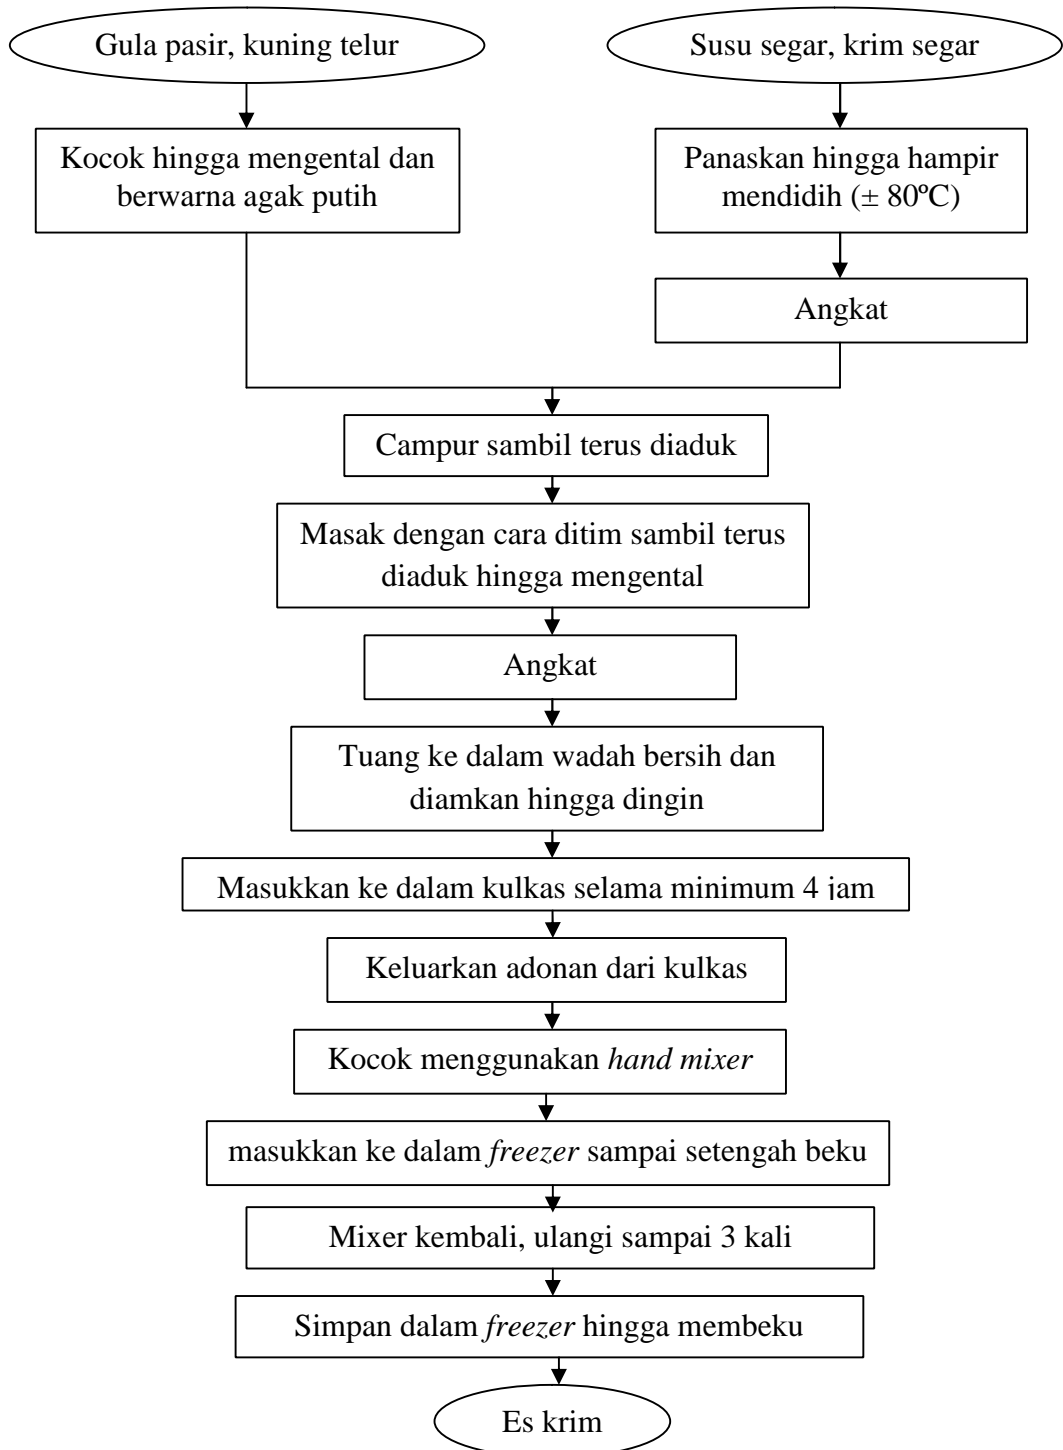 Gula pasir, kuning telur
Susu segar, krim segar
Kocok hingga mengental dan
berwarna agak putih
Panaskan hingga hampir
mendidih (± 80ºC)
Angkat
Campur sambil terus diaduk
Masak dengan cara ditim sambil terus
diaduk hingga mengental
Angkat
Tuang ke dalam wadah bersih dan
diamkan hingga dingin
Masukkan ke dalam kulkas selama minimum 4 jam
Keluarkan adonan dari kulkas
Kocok menggunakan hand mixer
masukkan ke dalam freezer sampai setengah beku
Mixer kembali, ulangi sampai 3 kali
Simpan dalam freezer hingga membeku
Es krim